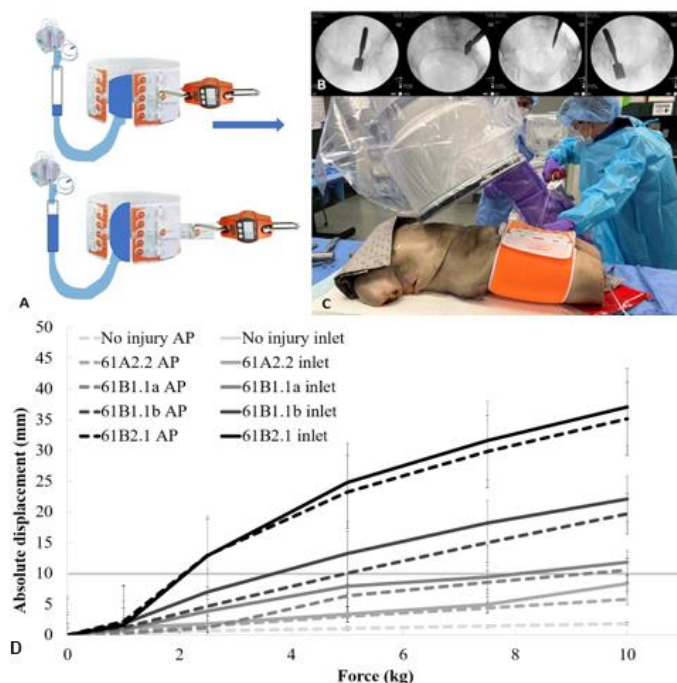 B
A
C
50
45
40
35
30
25
20
15
10
5
0
Absolute displacement (mm)
No injury AP
No injury inlet
61A2.2 AP
61A2.2 inlet
61B1.1a AP
61B1.1a inlet
61B1.1b AP
61B1.1b inlet
61B2.1 AP
61B2.1 inlet
D
0
2
4
6
8
10
Force (kg)